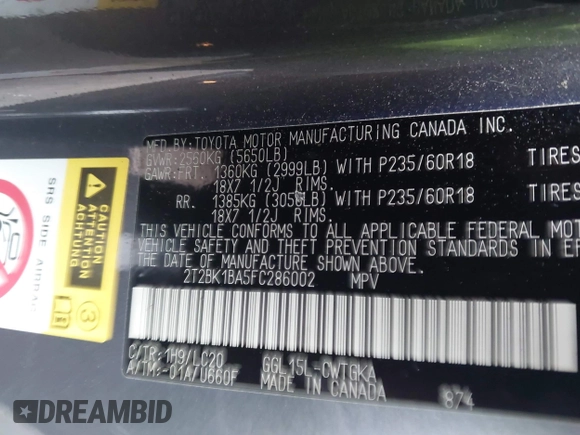 MFD BY: TOYOTA MOTOR MANUFACTURING CANADA INC.
GVWR: 2560KG (5650LB)
GAWR: FRT. 1360KG (2999LB) WITH P235/60R18 TIRES
18X7 1/2J RIMS.
RR. 1385KG (3055LB) WITH P235/60R18 TIRES
18X7 1/2J RIMS.
THIS VEHICLE CONFORMS TO ALL APPLICABLE FEDERAL MOT
VEHICLE SAFETY AND THEFT PREVENTION STANDARDS IN EF
THE DATE OF MANUFACTURE SHOWN ABOVE.
2T2BK1BA5FC286002 MPV
C/TR: 1H9/LC20 GGL15L-CWTGKA
A/TM:-01A/U660F MADE IN CANADA 874
CAUTION
ATTENTION
SRS SIDE AIRBAG
3
DREAMBID